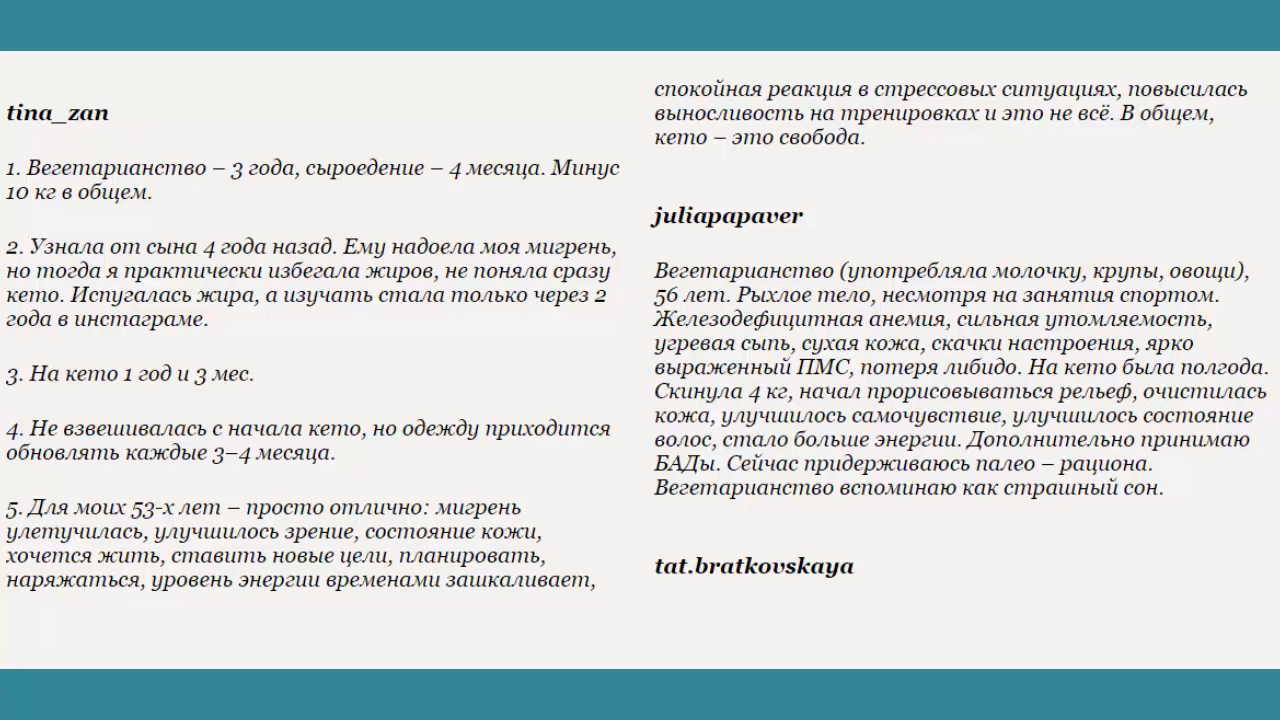 tina_zan
1. Вегетарианство – 3 года, сыроедение – 4 месяца. Минус
10 кг в общем.
2. Узнала от сына 4 года назад. Ему надоела моя мигрень,
но тогда я практически избегала жиров, не поняла сразу
кето. Испугалась жира, а изучать стала только через 2
года в инстаграме.
3. На кето 1 год и 3 мес.
4. Не взвешивалась с начала кето, но одежду приходится
обновлять каждые 3–4 месяца.
5. Для моих 53-х лет – просто отлично: мигрень
улетучилась, улучшилось зрение, состояние кожи,
хочется жить, ставить новые цели, планировать,
наряжаться, уровень энергии временами зашкаливает,
спокойная реакция в стрессовых ситуациях, повысилась
выносливость на тренировках и это не всё. В общем,
кето – это свобода.
juliapapaver
Вегетарианство (употребляла молочку, крупы, овощи),
56 лет. Рыхлое тело, несмотря на занятия спортом.
Железодефицитная анемия, сильная утомляемость,
угревая сыпь, сухая кожа, скачки настроения, ярко
выраженный ПМС, потеря либидо. На кето была полгода.
Скинула 4 кг, начал прорисовываться рельеф, очистилась
кожа, улучшилось самочувствие, улучшилось состояние
волос, стало больше энергии. Дополнительно принимаю
БАДы. Сейчас придерживаюсь палео – рациона.
Вегетарианство вспоминаю как страшный сон.
tat.bratkovskaya